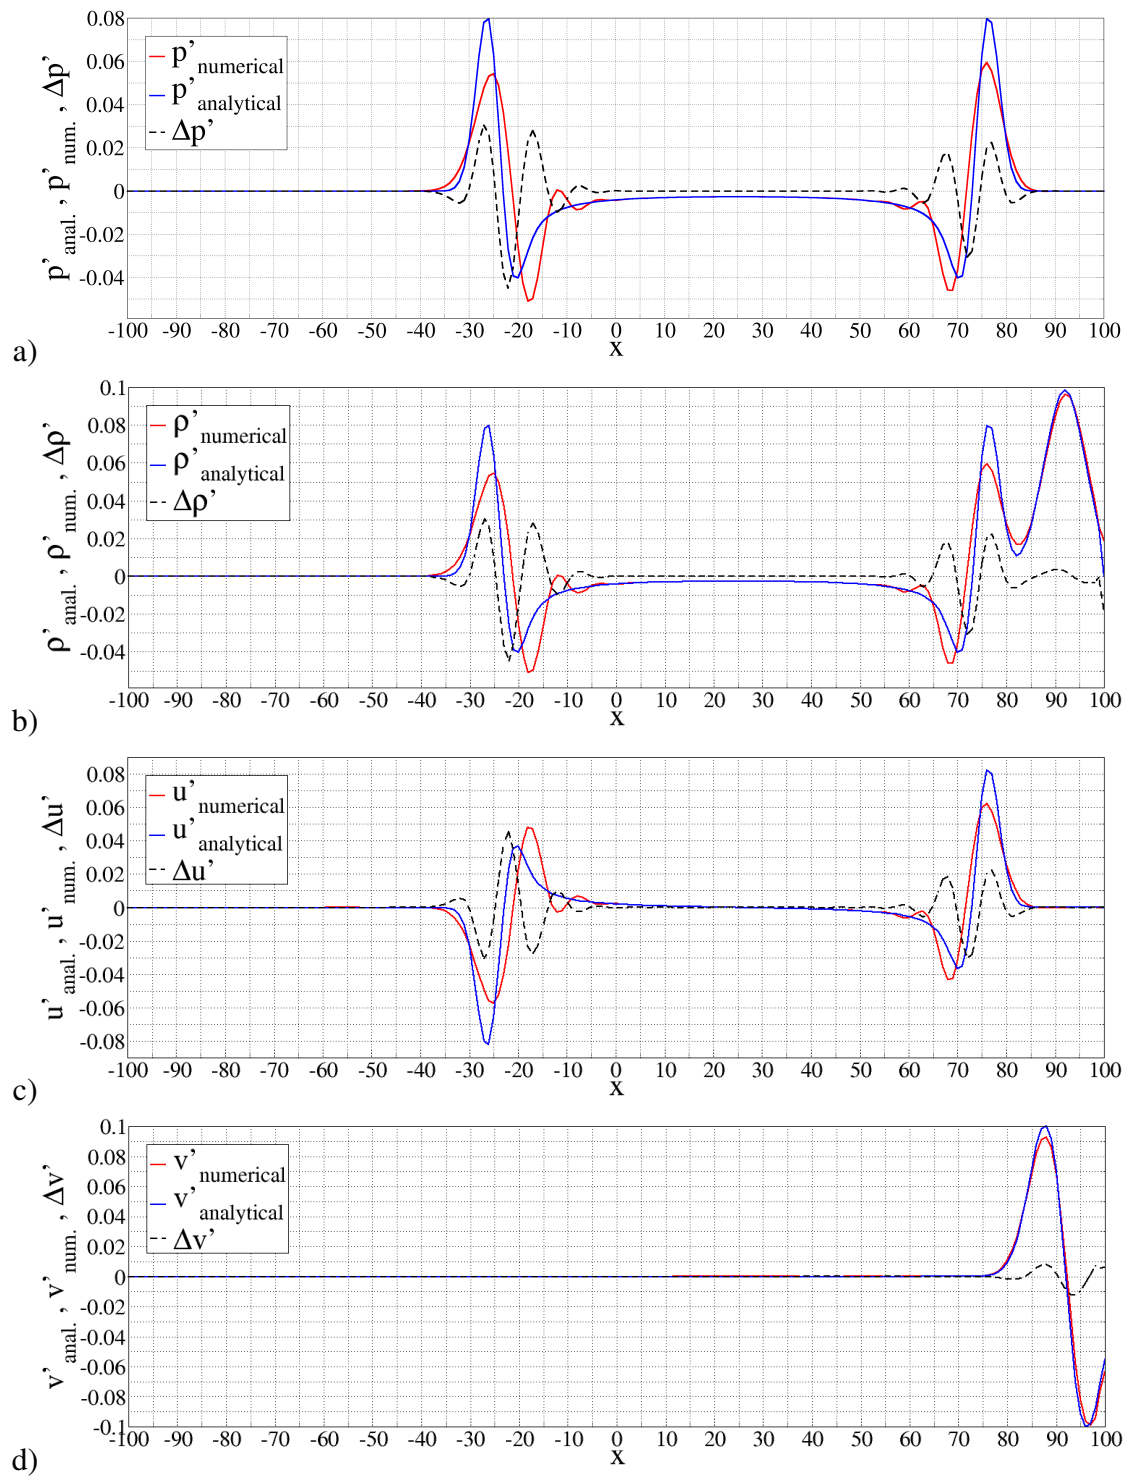 0.08
0.06
0.04
0.02
0
-0.02
-0.04
p'anal. , p'num. , Δp'
p'numerical
p'analytical
Δp'
-100 -90 -80 -70 -60 -50 -40 -30 -20 -10 0 10 20 30 40 50 60 70 80 90 100
x
a)
0.1
0.08
0.06
0.04
0.02
0
-0.02
-0.04
ρ'anal. , ρ'num. , Δρ'
ρ'numerical
ρ'analytical
Δρ'
-100 -90 -80 -70 -60 -50 -40 -30 -20 -10 0 10 20 30 40 50 60 70 80 90 100
x
b)
0.08
0.06
0.04
0.02
0
-0.02
-0.04
-0.06
-0.08
u'anal. , u'num. , Δu'
u'numerical
u'analytical
Δu'
-100 -90 -80 -70 -60 -50 -40 -30 -20 -10 0 10 20 30 40 50 60 70 80 90 100
x
c)
0.1
0.08
0.06
0.04
0.02
0
-0.02
-0.04
-0.06
-0.08
-0.1
v'anal. , v'num. , Δv'
v'numerical
v'analytical
Δv'
-100 -90 -80 -70 -60 -50 -40 -30 -20 -10 0 10 20 30 40 50 60 70 80 90 100
x
d)